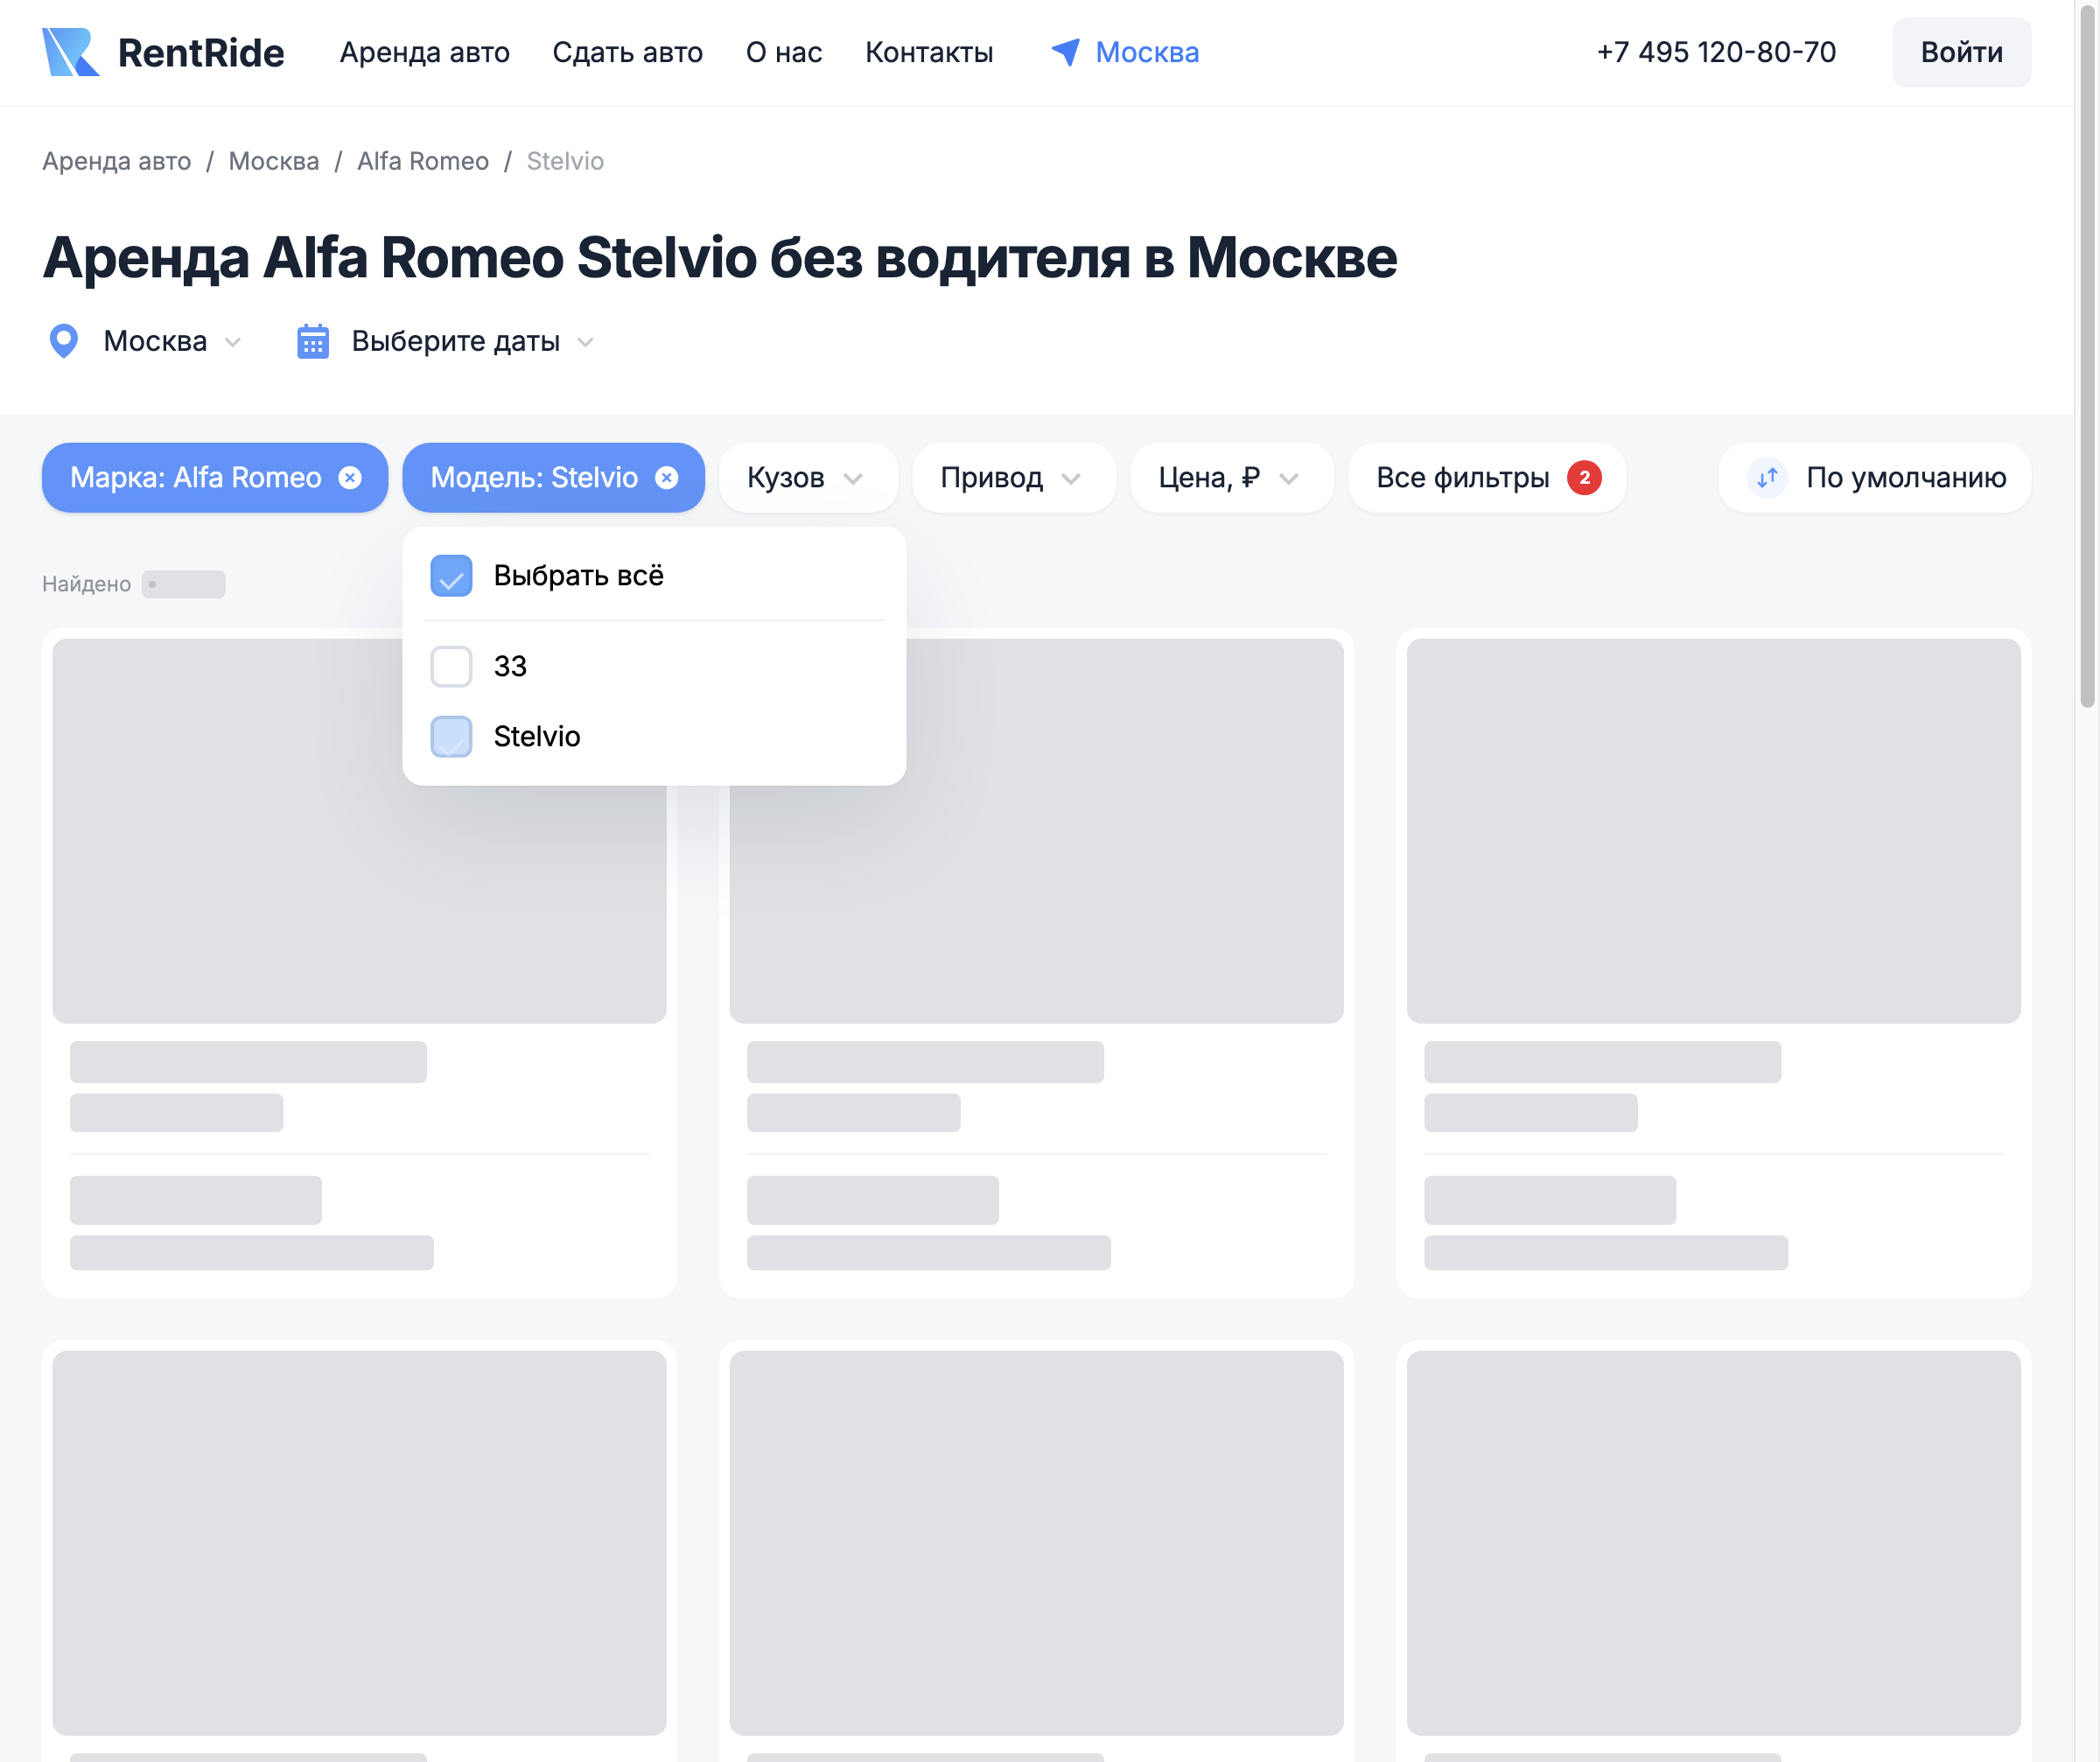 RentRide Аренда авто Сдать авто О нас Контакты Москва +7 495 120-80-70 Войти
Аренда авто / Москва / Alfa Romeo / Stelvio
Аренда Alfa Romeo Stelvio без водителя в Москве
Москва Выберите даты
Марка: Alfa Romeo Модель: Stelvio Кузов Привод Цена, ₽ Все фильтры 2 По умолчанию
Выбрать всё
Найдено
33
Stelvio